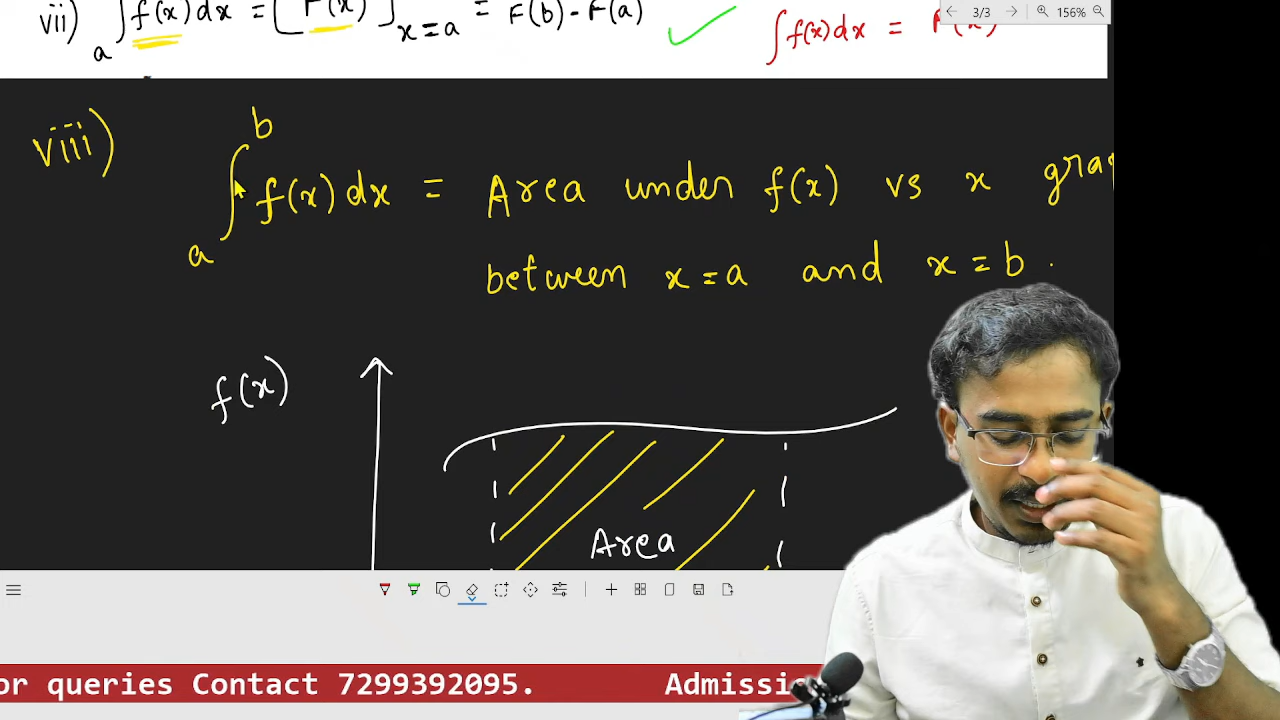 vii) ∫ₐ f(x)dx = [F(x)]ₓ₌ₐ = F(b) - F(a)
∫f(x)dx = F(x)
3/3 156%
viii) ∫ₐᵇ f(x) dx = Area under f(x) vs x gra
between x = a and x = b .
f(x)
Area
or queries Contact 7299392095. Admissi